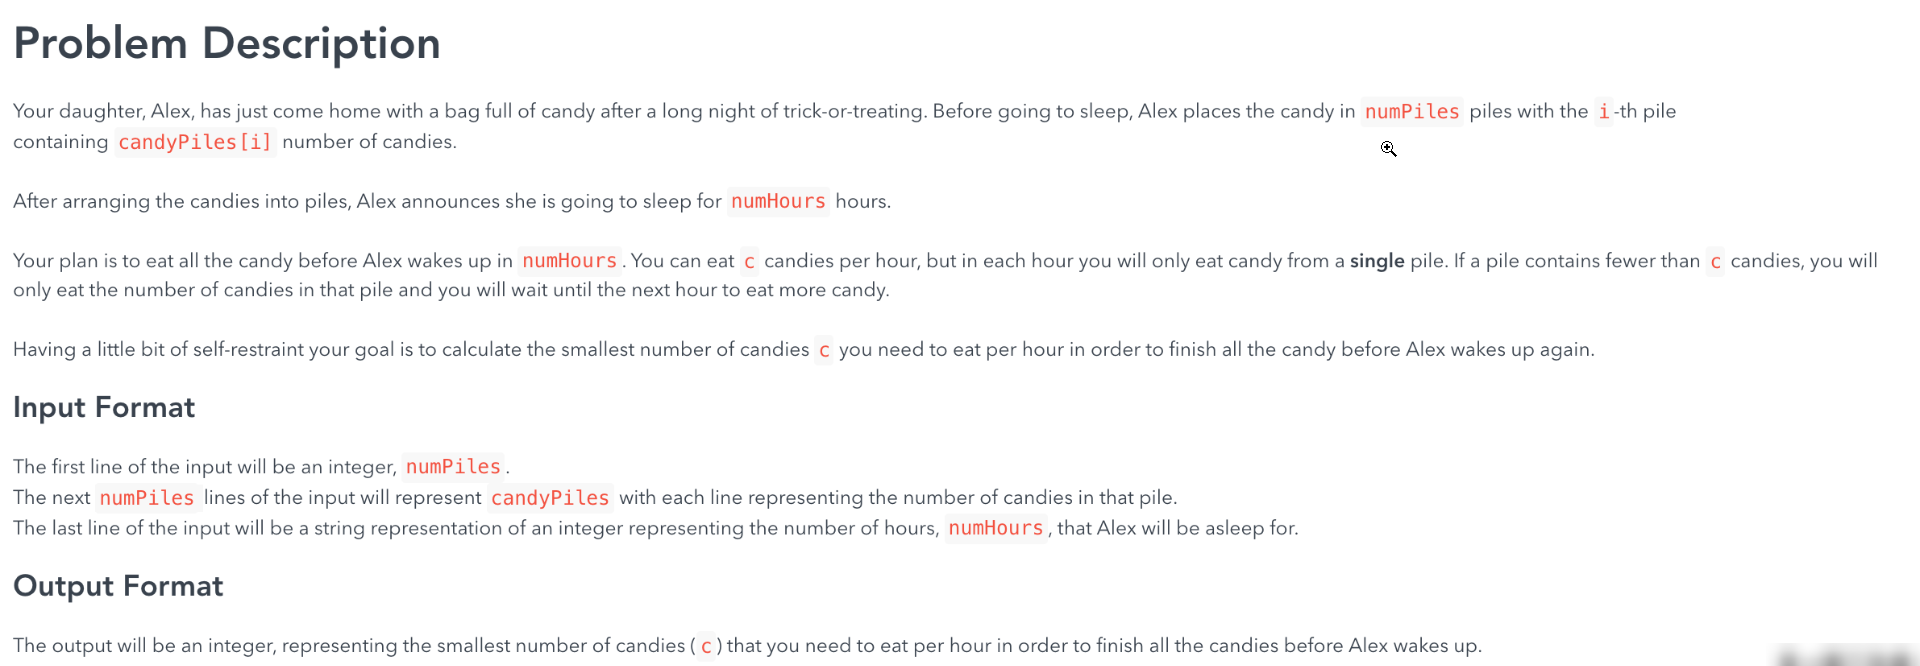 Problem Description
Your daughter, Alex, has just come home with a bag full of candy after a long night of trick-or-treating. Before going to sleep, Alex places the candy in numPiles piles with the i-th pile
containing candyPiles[i] number of candies.
After arranging the candies into piles, Alex announces she is going to sleep for numHours hours.
Your plan is to eat all the candy before Alex wakes up in numHours. You can eat c candies per hour, but in each hour you will only eat candy from a single pile. If a pile contains fewer than c candies, you will
only eat the number of candies in that pile and you will wait until the next hour to eat more candy.
Having a little bit of self-restraint your goal is to calculate the smallest number of candies c you need to eat per hour in order to finish all the candy before Alex wakes up again.
Input Format
The first line of the input will be an integer, numPiles.
The next numPiles lines of the input will represent candyPiles with each line representing the number of candies in that pile.
The last line of the input will be a string representation of an integer representing the number of hours, numHours, that Alex will be asleep for.
Output Format
The output will be an integer, representing the smallest number of candies (c) that you need to eat per hour in order to finish all the candies before Alex wakes up.